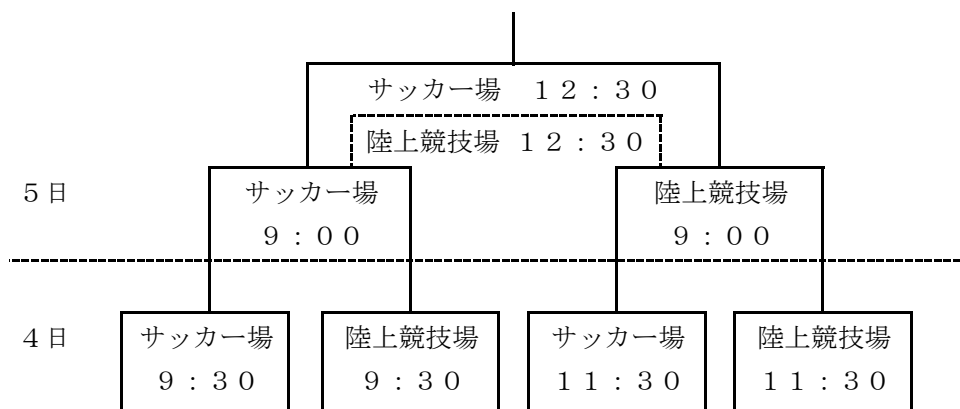 サッカー場　１２：３０
陸上競技場 １２：３０
５日
サッカー場
９：００
陸上競技場
９：００
４日
サッカー場
９：３０
陸上競技場
９：３０
サッカー場
１１：３０
陸上競技場
１１：３０